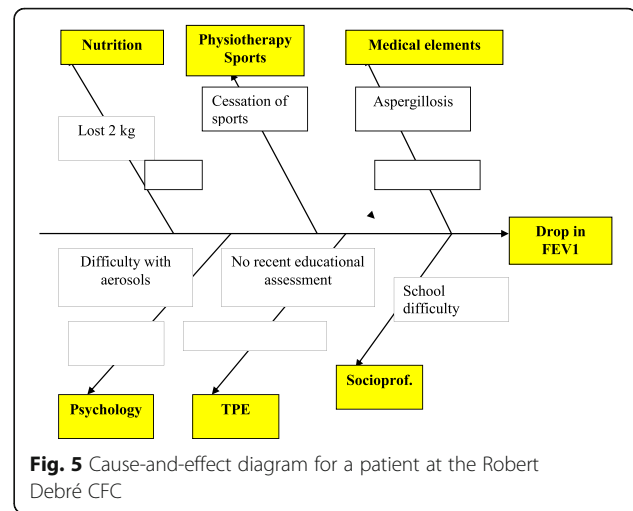 Nutrition
Physiotherapy
Sports
Medical elements
Cessation of
sports
Aspergillosis
Lost 2 kg
Drop in
FEV1
Difficulty with
aerosols
No recent educational
assessment
School
difficulty
Socioprof.
Psychology
TPE
Fig. 5 Cause-and-effect diagram for a patient at the Robert
Debré CFC